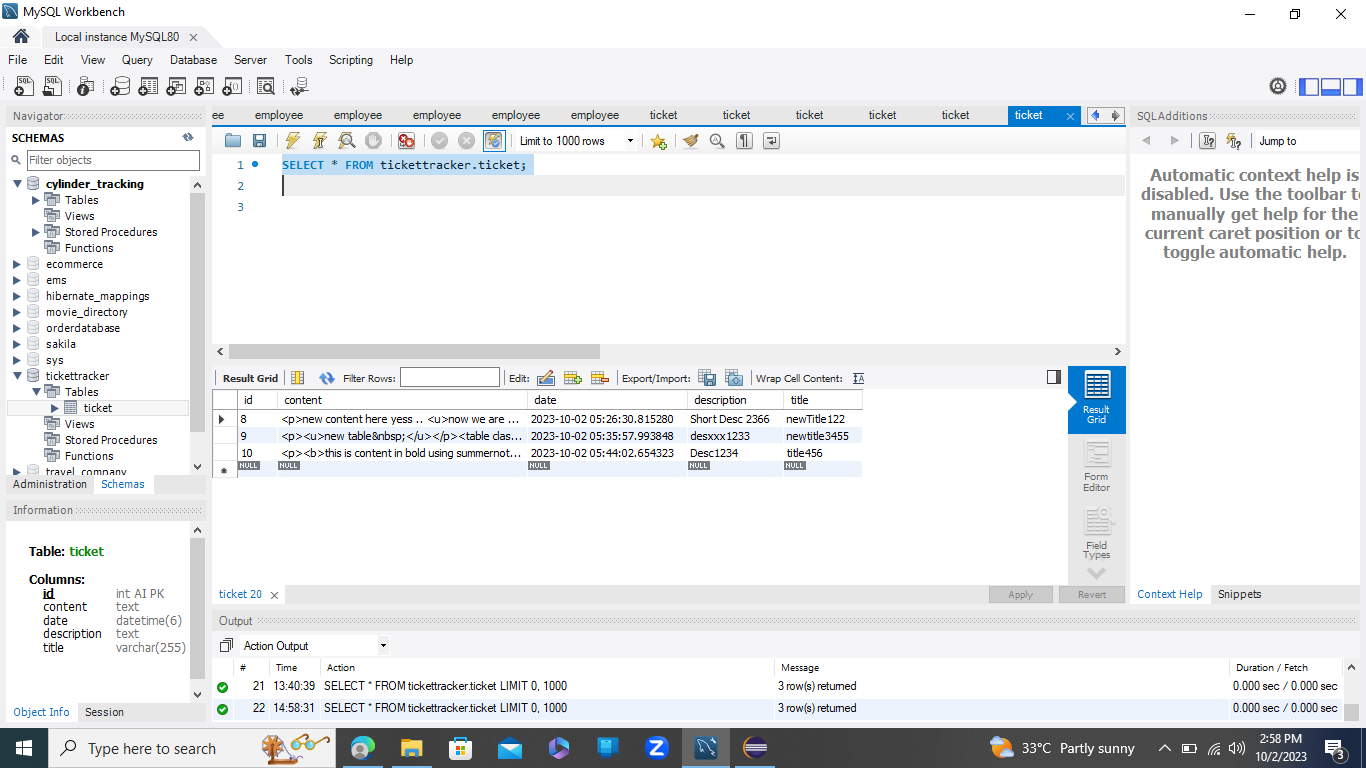 MySQL Workbench
Local instance MySQL80
File Edit View Query Database Server Tools Scripting Help
Navigator
SCHEMAS
Filter objects
cylinder_tracking
Tables
Views
Stored Procedures
Functions
ecommerce
ems
hibernate_mappings
movie_directory
orderdatabase
sakila
sys
tickettracker
Tables
ticket
Views
Stored Procedures
Functions
travel_company
Administration Schemas
Information
Table: ticket
Columns:
id int AI PK
content text
date datetime(6)
description text
title varchar(255)
Object Info Session
ee employee employee employee employee employee ticket ticket ticket ticket ticket ticket
Limit to 1000 rows
1 SELECT * FROM tickettracker.ticket;
2
3
Result Grid Filter Rows: Edit: Export/Import: Wrap Cell Content:
id content date description title
8 <p>new content here yess .. <u>now we are ... 2023-10-02 05:26:30.815280 Short Desc 2366 newTitle122
9 <p><u>new table&nbsp;</u></p><table clas... 2023-10-02 05:35:57.993848 desxxx1233 newtitle3455
10 <p><b>this is content in bold using summernot... 2023-10-02 05:44:02.654323 Desc1234 title456
NULL NULL NULL NULL NULL
Result
Grid
Form
Editor
Field
Types
ticket 20
Apply Revert
SQLAdditions
Jump to
Automatic context help is
disabled. Use the toolbar to
manually get help for the
current caret position or to
toggle automatic help.
Context Help Snippets
Output
Action Output
# Time Action Message Duration / Fetch
21 13:40:39 SELECT * FROM tickettracker.ticket LIMIT 0, 1000 3 row(s) returned 0.000 sec / 0.000 sec
22 14:58:31 SELECT * FROM tickettracker.ticket LIMIT 0, 1000 3 row(s) returned 0.000 sec / 0.000 sec
Type here to search
33°C Partly sunny
2:58 PM
10/2/2023
3